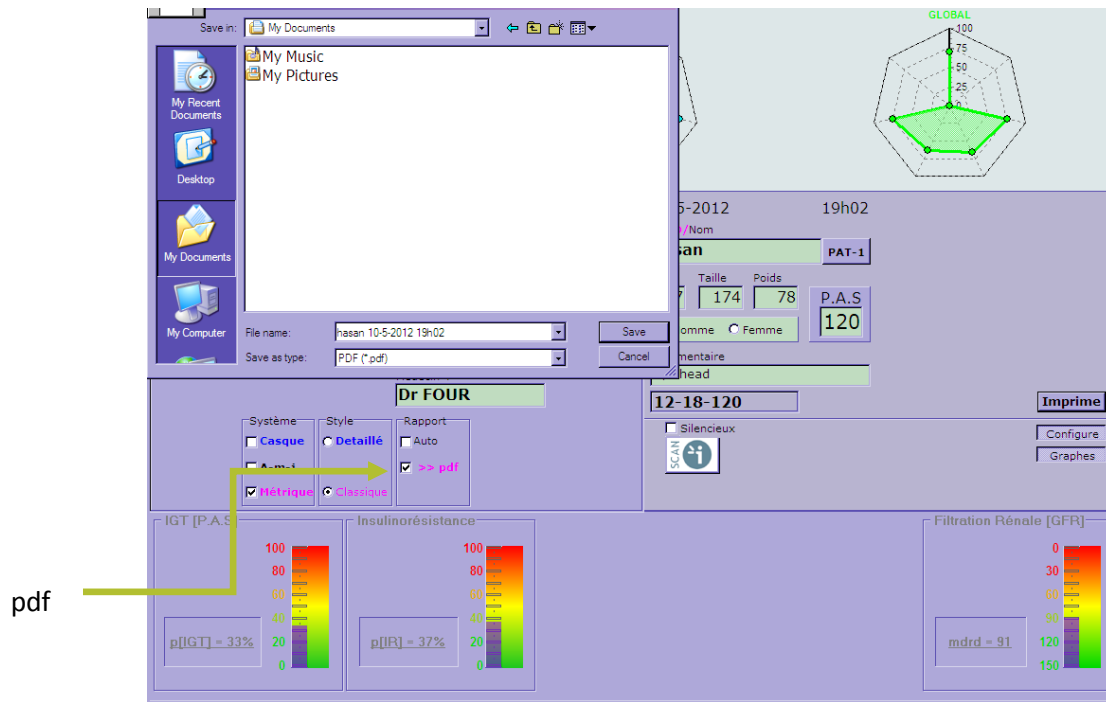 Save in:
My Documents
My Music
My Pictures
My Recent
Documents
Desktop
My Documents
My Computer
File name:
hasan 10-5-2012 19h02
Save
Save as type:
PDF (*.pdf)
Cancel
GLOBAL
100
75
50
25
0
5-2012
19h02
/Nom
san
PAT-1
Taille
Poids
7
174
78
P.A.S
120
omme
Femme
mentaire
head
Dr FOUR
12-18-120
Imprime
Silencieux
SCAN
Configure
Graphes
Système
Style
Rapport
Casque
Detaillé
Auto
A-m-i
>> pdf
Métrique
Classique
pdf
IGT [P.A.S]
100
80
60
40
20
0
p[IGT] = 33%
Insulinorésistance
100
80
60
40
20
0
p[IR] = 37%
Filtration Rénale [GFR]
0
30
60
90
120
150
mdrd = 91